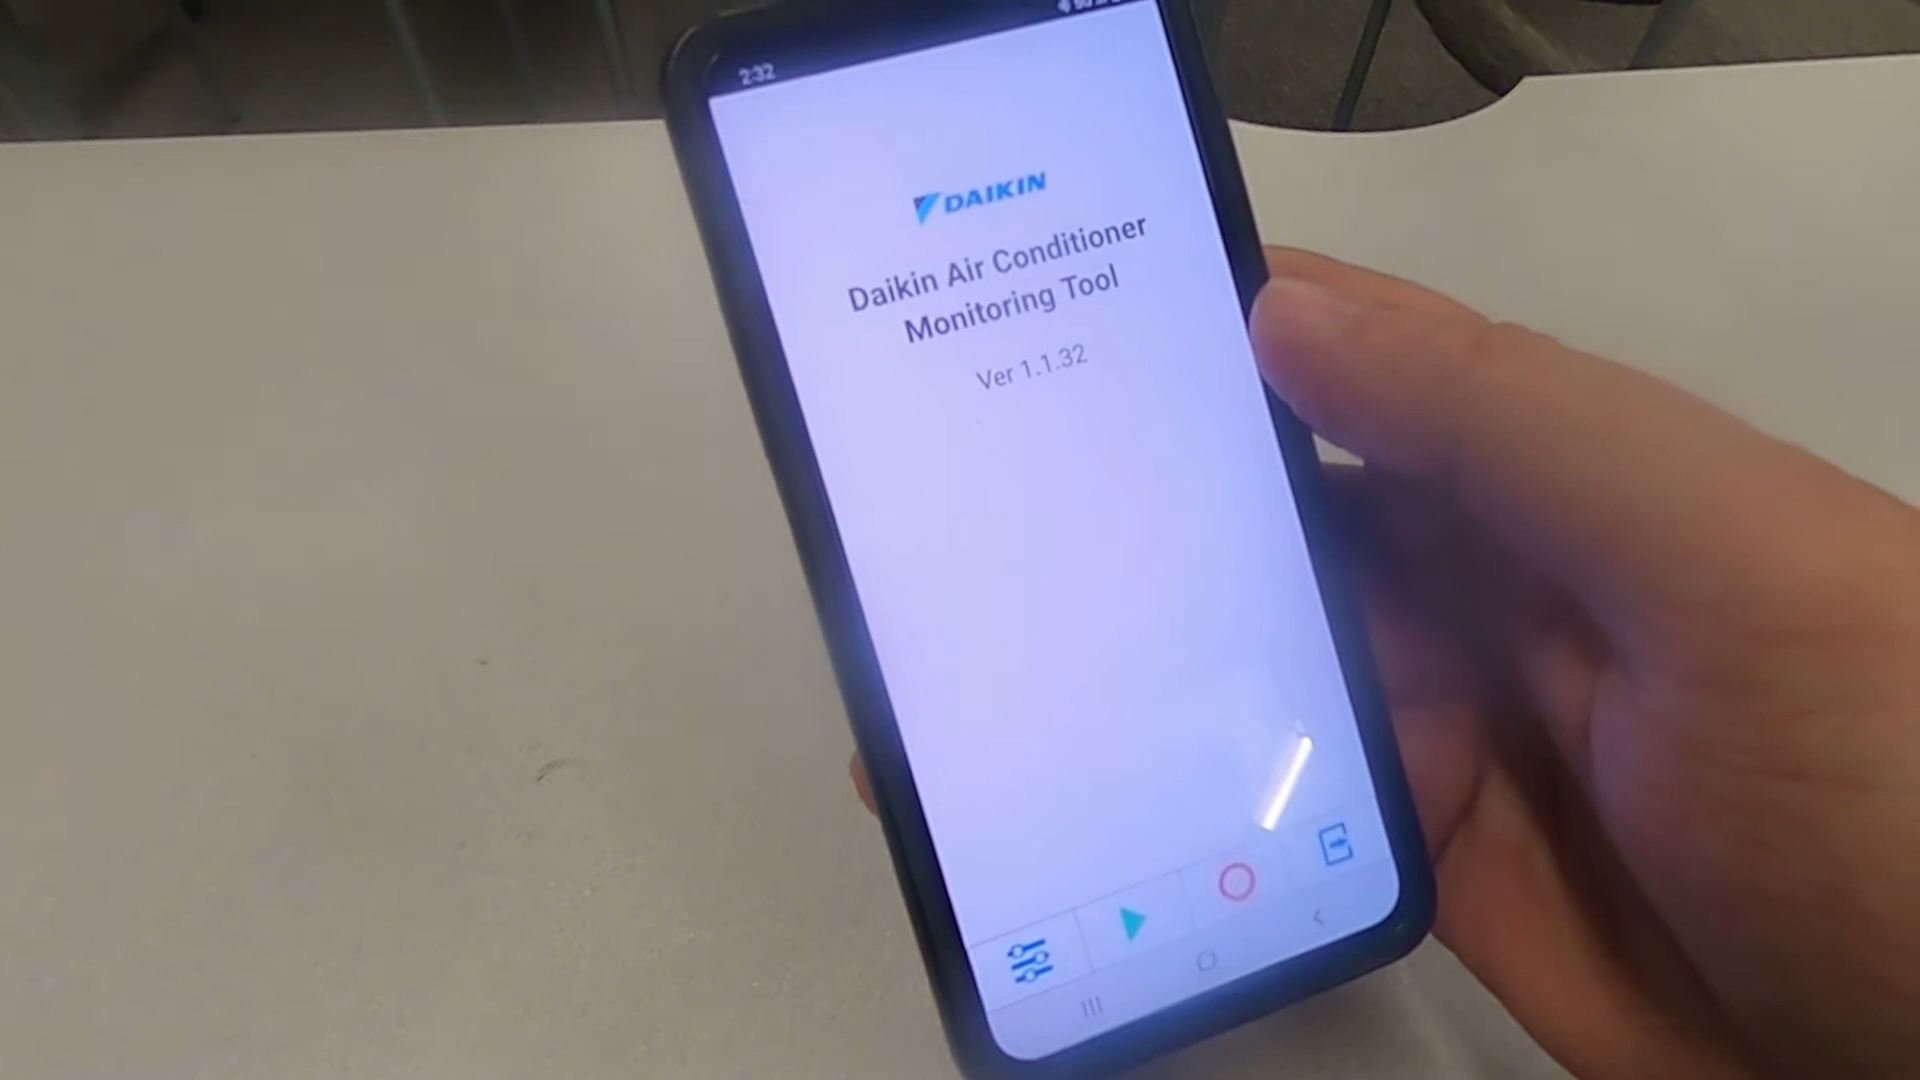 2:32
DAIKIN
Daikin Air Conditioner
Monitoring Tool
Ver 1.1.32